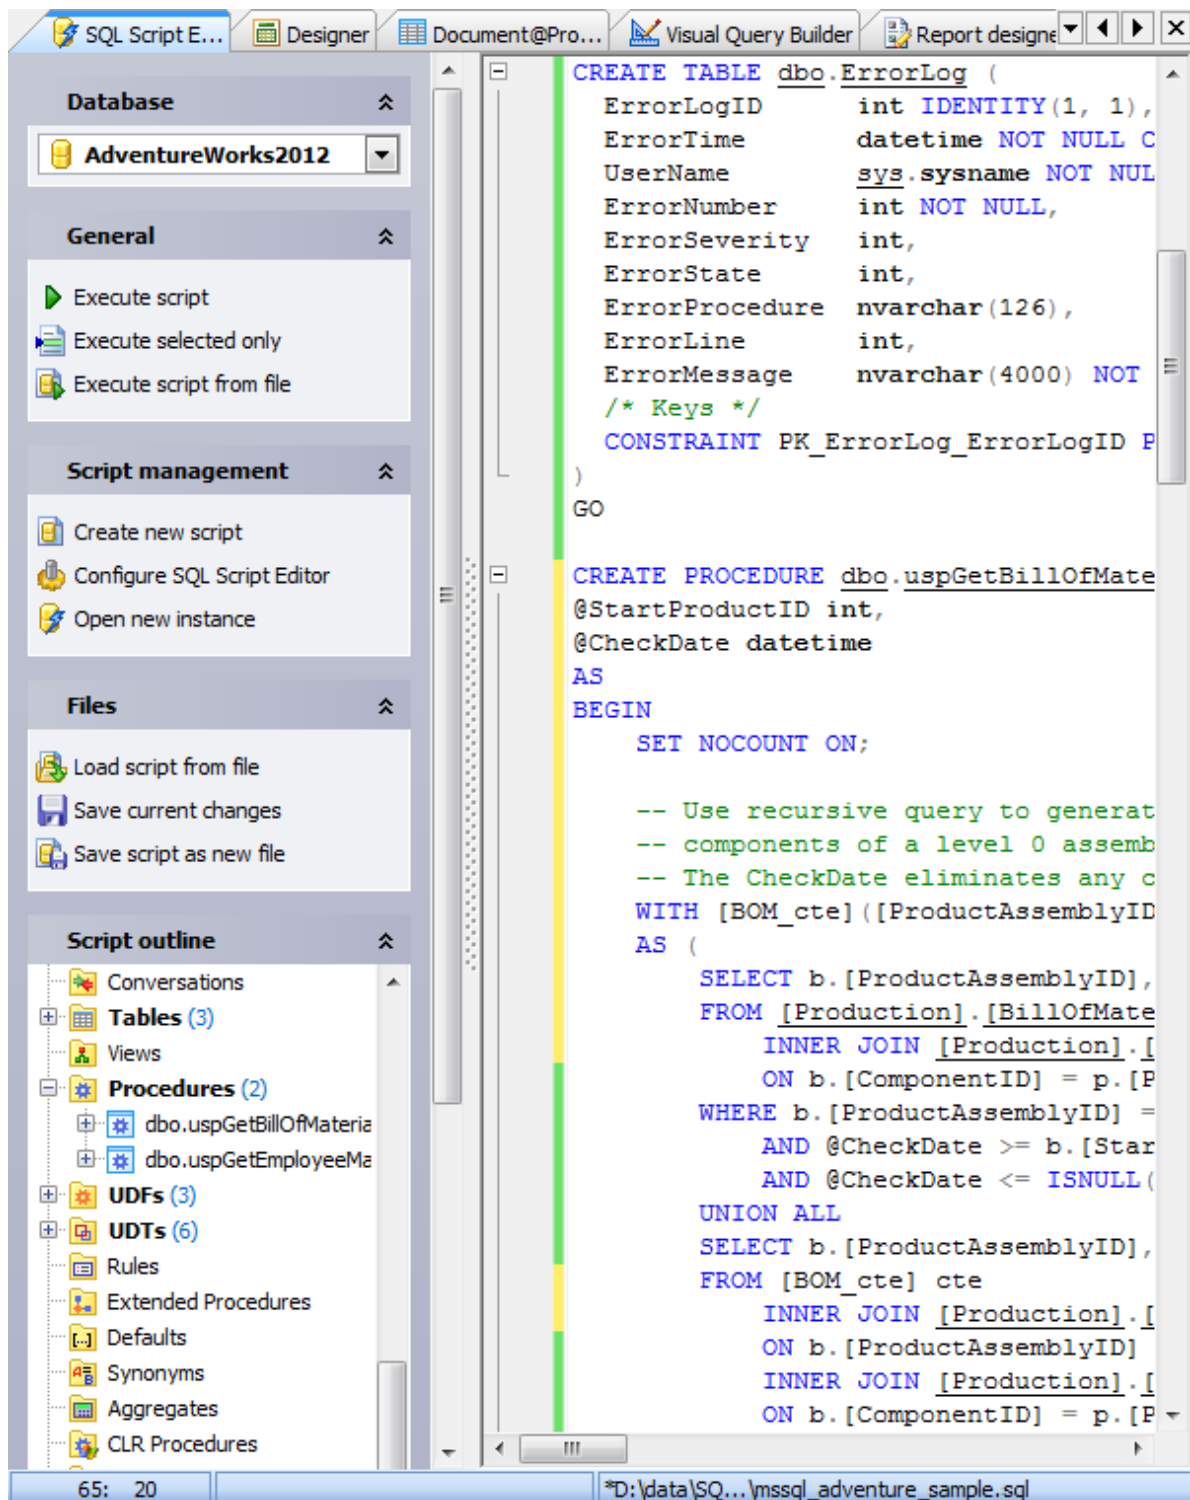 SQL Script E... Designer Document@Pro... Visual Query Builder Report designe
Database
AdventureWorks2012
General
Execute script
Execute selected only
Execute script from file
Script management
Create new script
Configure SQL Script Editor
Open new instance
Files
Load script from file
Save current changes
Save script as new file
Script outline
Conversations
Tables (3)
Views
Procedures (2)
dbo.uspGetBillOfMateria
dbo.uspGetEmployeeMa
UDFs (3)
UDTs (6)
Rules
Extended Procedures
Defaults
Synonyms
Aggregates
CLR Procedures
CREATE TABLE dbo.ErrorLog (
ErrorLogID int IDENTITY(1, 1),
ErrorTime datetime NOT NULL C
UserName sys.sysname NOT NUL
ErrorNumber int NOT NULL,
ErrorSeverity int,
ErrorState int,
ErrorProcedure nvarchar(126),
ErrorLine int,
ErrorMessage nvarchar(4000) NOT
/* Keys */
CONSTRAINT PK_ErrorLog_ErrorLogID P
)
GO
CREATE PROCEDURE dbo.uspGetBillOfMate
@StartProductID int,
@CheckDate datetime
AS
BEGIN
SET NOCOUNT ON;
-- Use recursive query to generat
-- components of a level 0 assemb
-- The CheckDate eliminates any c
WITH [BOM_cte]([ProductAssemblyID
AS (
SELECT b.[ProductAssemblyID],
FROM [Production].[BillOfMate
INNER JOIN [Production].[
ON b.[ComponentID] = p.[P
WHERE b.[ProductAssemblyID] =
AND @CheckDate >= b.[Star
AND @CheckDate <= ISNULL(
UNION ALL
SELECT b.[ProductAssemblyID],
FROM [BOM_cte] cte
INNER JOIN [Production].[
ON b.[ProductAssemblyID]
INNER JOIN [Production].[
ON b.[ComponentID] = p.[P
65: 20 *D:\data\SQ...\mssql_adventure_sample.sql